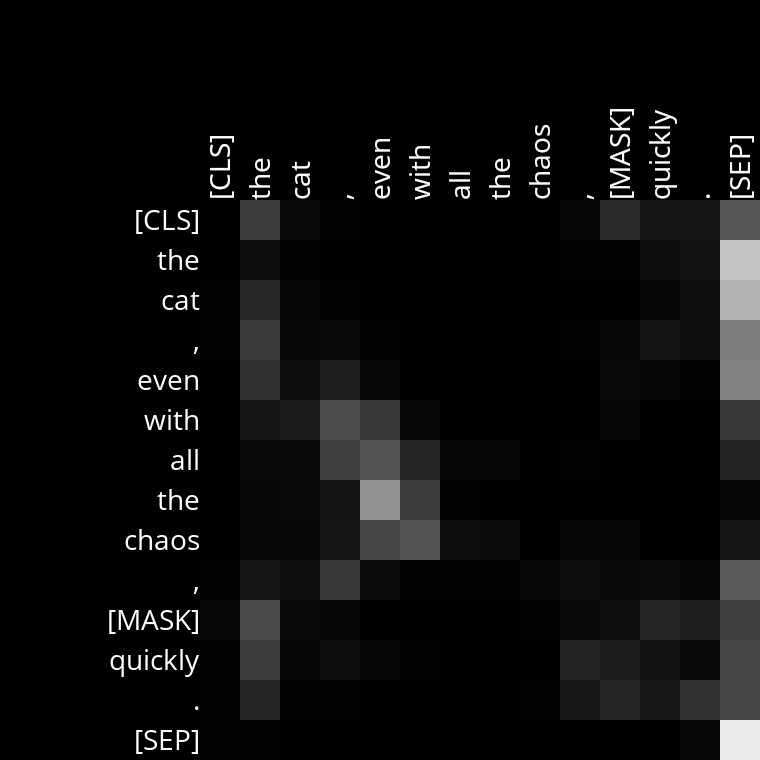 [CLS] the cat , even with all the chaos , [MASK] quickly . [SEP]
[CLS]
the
cat
,
even
with
all
the
chaos
,
[MASK]
quickly
.
[SEP]